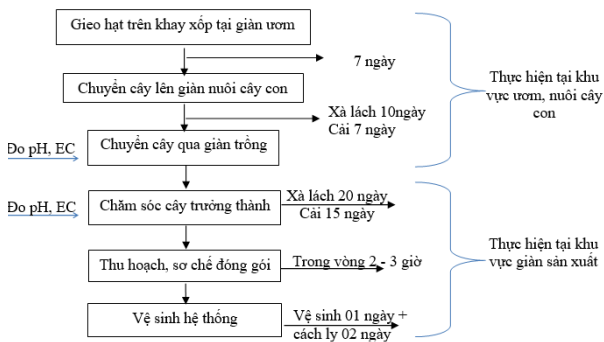 Gieo hạt trên khay xốp tại giàn ươm
7 ngày
Chuyển cây lên giàn nuôi cây con
Thực hiện tại khu
vực ươm, nuôi cây
con
Xà lách 10ngày
Cải 7 ngày
Đo pH, EC
Chuyển cây qua giàn trồng
Đo pH, EC
Chăm sóc cây trưởng thành
Xà lách 20 ngày
Cải 15 ngày
Thu hoạch, sơ chế đóng gói
Trong vòng 2 - 3 giờ
Thực hiện tại khu
vực giàn sản xuất
Vệ sinh hệ thống
Vệ sinh 01 ngày +
cách ly 02 ngày